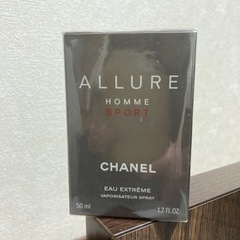 ALLURE
HOMME
SPORT
CHANEL
EAU EXTRÊME
VAPORISATEUR SPRAY
50 ml 1.7 FL.OZ.